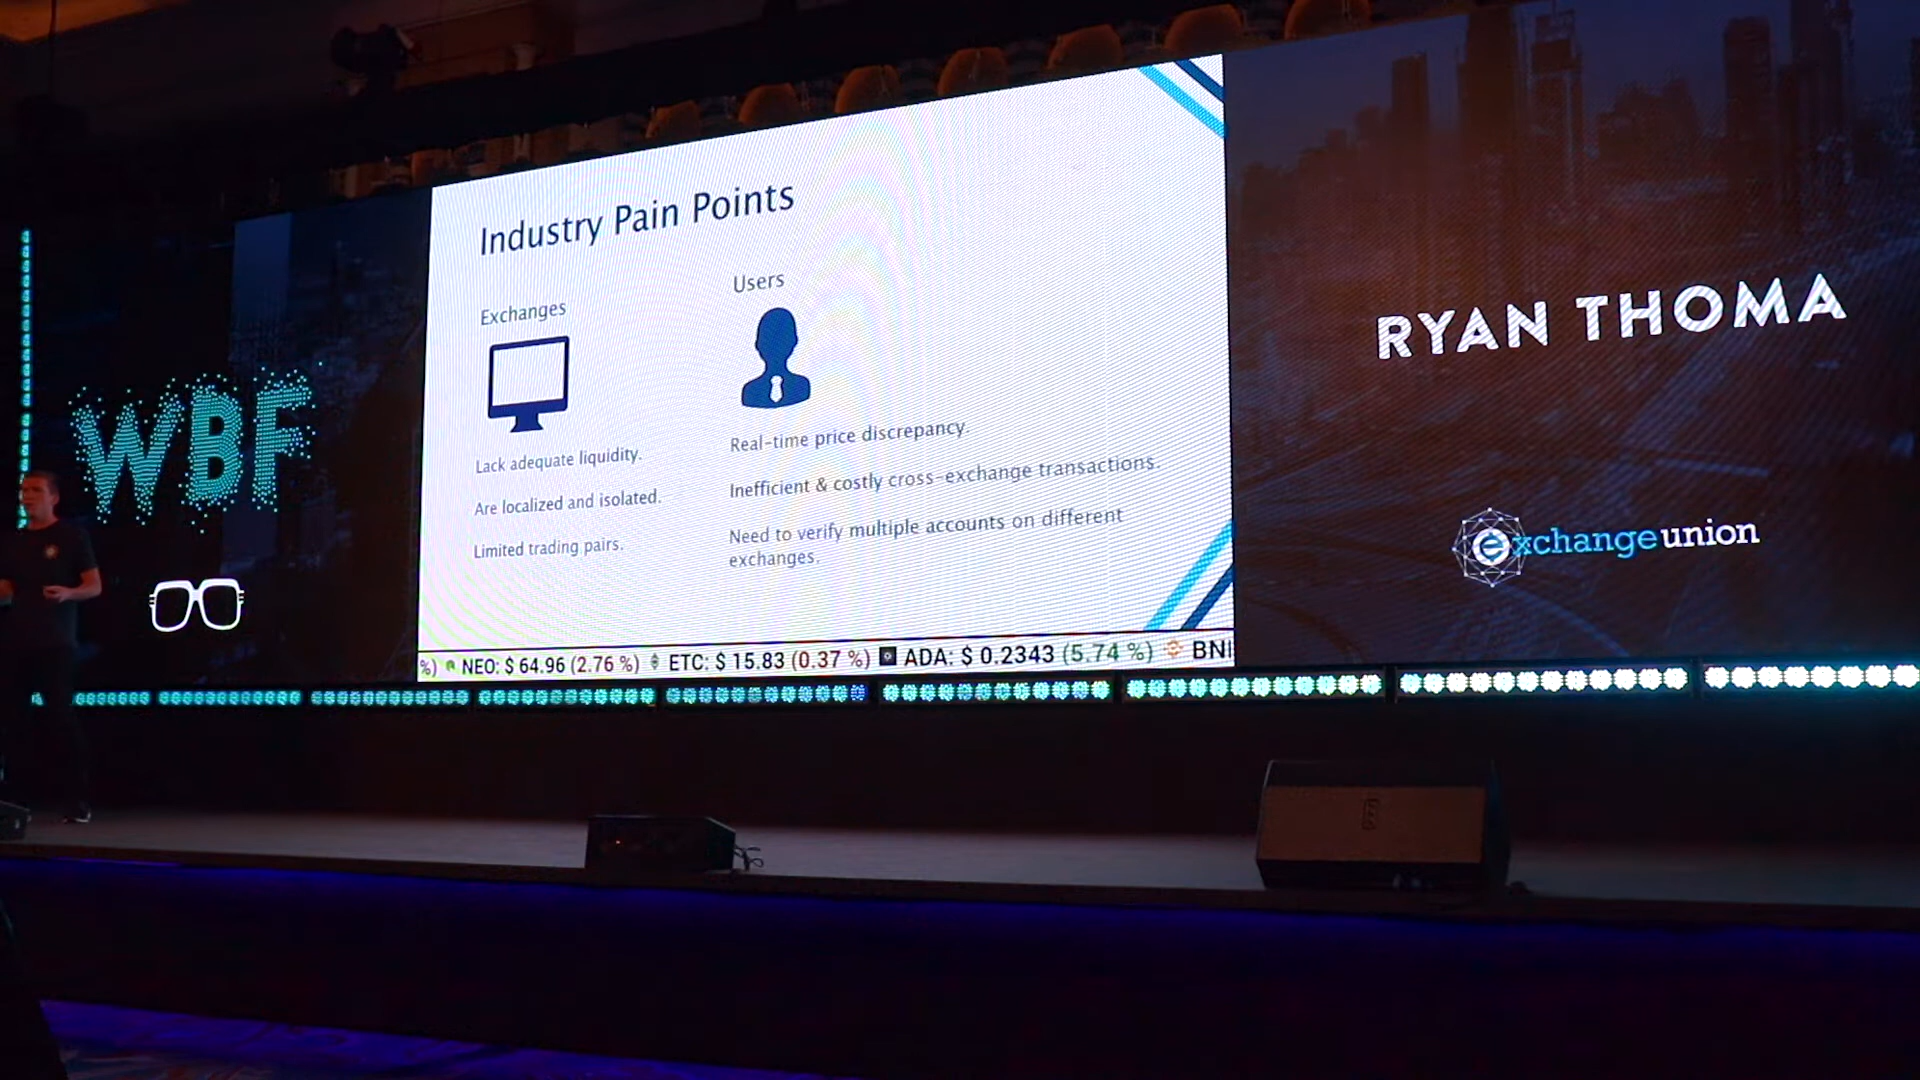 WBF
Industry Pain Points
Exchanges
Lack adequate liquidity.
Are localized and isolated.
Limited trading pairs.
Users
Real-time price discrepancy.
Inefficient & costly cross-exchange transactions.
Need to verify multiple accounts on different
exchanges.
%) NEO: $ 64.96 (2.76 %) ETC: $ 15.83 (0.37 %) ADA: $ 0.2343 (5.74 %) BNI
RYAN THOMA
exchange union